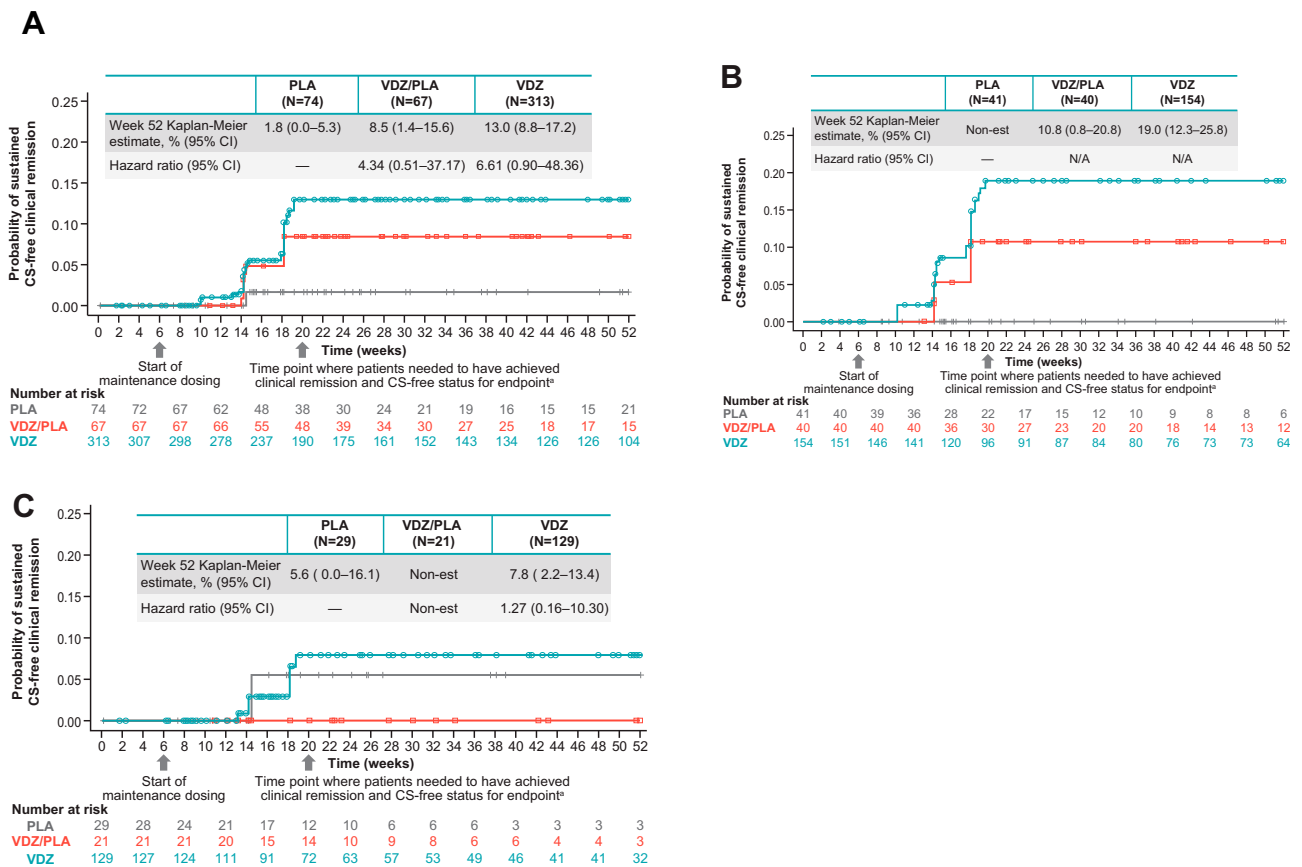 A
PLA VDZ/PLA VDZ
(N=74) (N=67) (N=313)
Week 52 Kaplan-Meier
estimate, % (95% CI) 1.8 (0.0–5.3) 8.5 (1.4–15.6) 13.0 (8.8–17.2)
Hazard ratio (95% CI) — 4.34 (0.51–37.17) 6.61 (0.90–48.36)
Probability of sustained
CS-free clinical remission
0.25
0.20
0.15
0.10
0.05
0.00
0 2 4 6 8 10 12 14 16 18 20 22 24 26 28 30 32 34 36 38 40 42 44 46 48 50 52
Time (weeks)
Start of
maintenance dosing
Time point where patients needed to have achieved
clinical remission and CS-free status for endpointᵃ
Number at risk
PLA 74 72 67 62 48 38 30 24 21 19 16 15 15 21
VDZ/PLA 67 67 67 66 55 48 39 34 30 27 25 18 17 15
VDZ 313 307 298 278 237 190 175 161 152 143 134 126 126 104
B
PLA VDZ/PLA VDZ
(N=41) (N=40) (N=154)
Week 52 Kaplan-Meier
estimate, % (95% CI) Non-est 10.8 (0.8–20.8) 19.0 (12.3–25.8)
Hazard ratio (95% CI) — N/A N/A
Probability of sustained
CS-free clinical remission
0.25
0.20
0.15
0.10
0.05
0.00
0 2 4 6 8 10 12 14 16 18 20 22 24 26 28 30 32 34 36 38 40 42 44 46 48 50 52
Time (weeks)
Start of
maintenance dosing
Time point where patients needed to have achieved
clinical remission and CS-free status for endpointᵃ
Number at risk
PLA 41 40 39 36 28 22 17 15 12 10 9 8 8 6
VDZ/PLA 40 40 40 40 36 30 27 23 20 20 18 14 13 12
VDZ 154 151 146 141 120 96 91 87 84 80 76 73 73 64
C
PLA VDZ/PLA VDZ
(N=29) (N=21) (N=129)
Week 52 Kaplan-Meier
estimate, % (95% CI) 5.6 ( 0.0–16.1) Non-est 7.8 ( 2.2–13.4)
Hazard ratio (95% CI) — Non-est 1.27 (0.16–10.30)
Probability of sustained
CS-free clinical remission
0.25
0.20
0.15
0.10
0.05
0.00
0 2 4 6 8 10 12 14 16 18 20 22 24 26 28 30 32 34 36 38 40 42 44 46 48 50 52
Time (weeks)
Start of
maintenance dosing
Time point where patients needed to have achieved
clinical remission and CS-free status for endpointᵃ
Number at risk
PLA 29 28 24 21 17 12 10 6 6 6 3 3 3 3
VDZ/PLA 21 21 21 20 15 14 10 9 8 6 6 4 4 3
VDZ 129 127 124 111 91 72 63 57 53 49 46 41 41 32